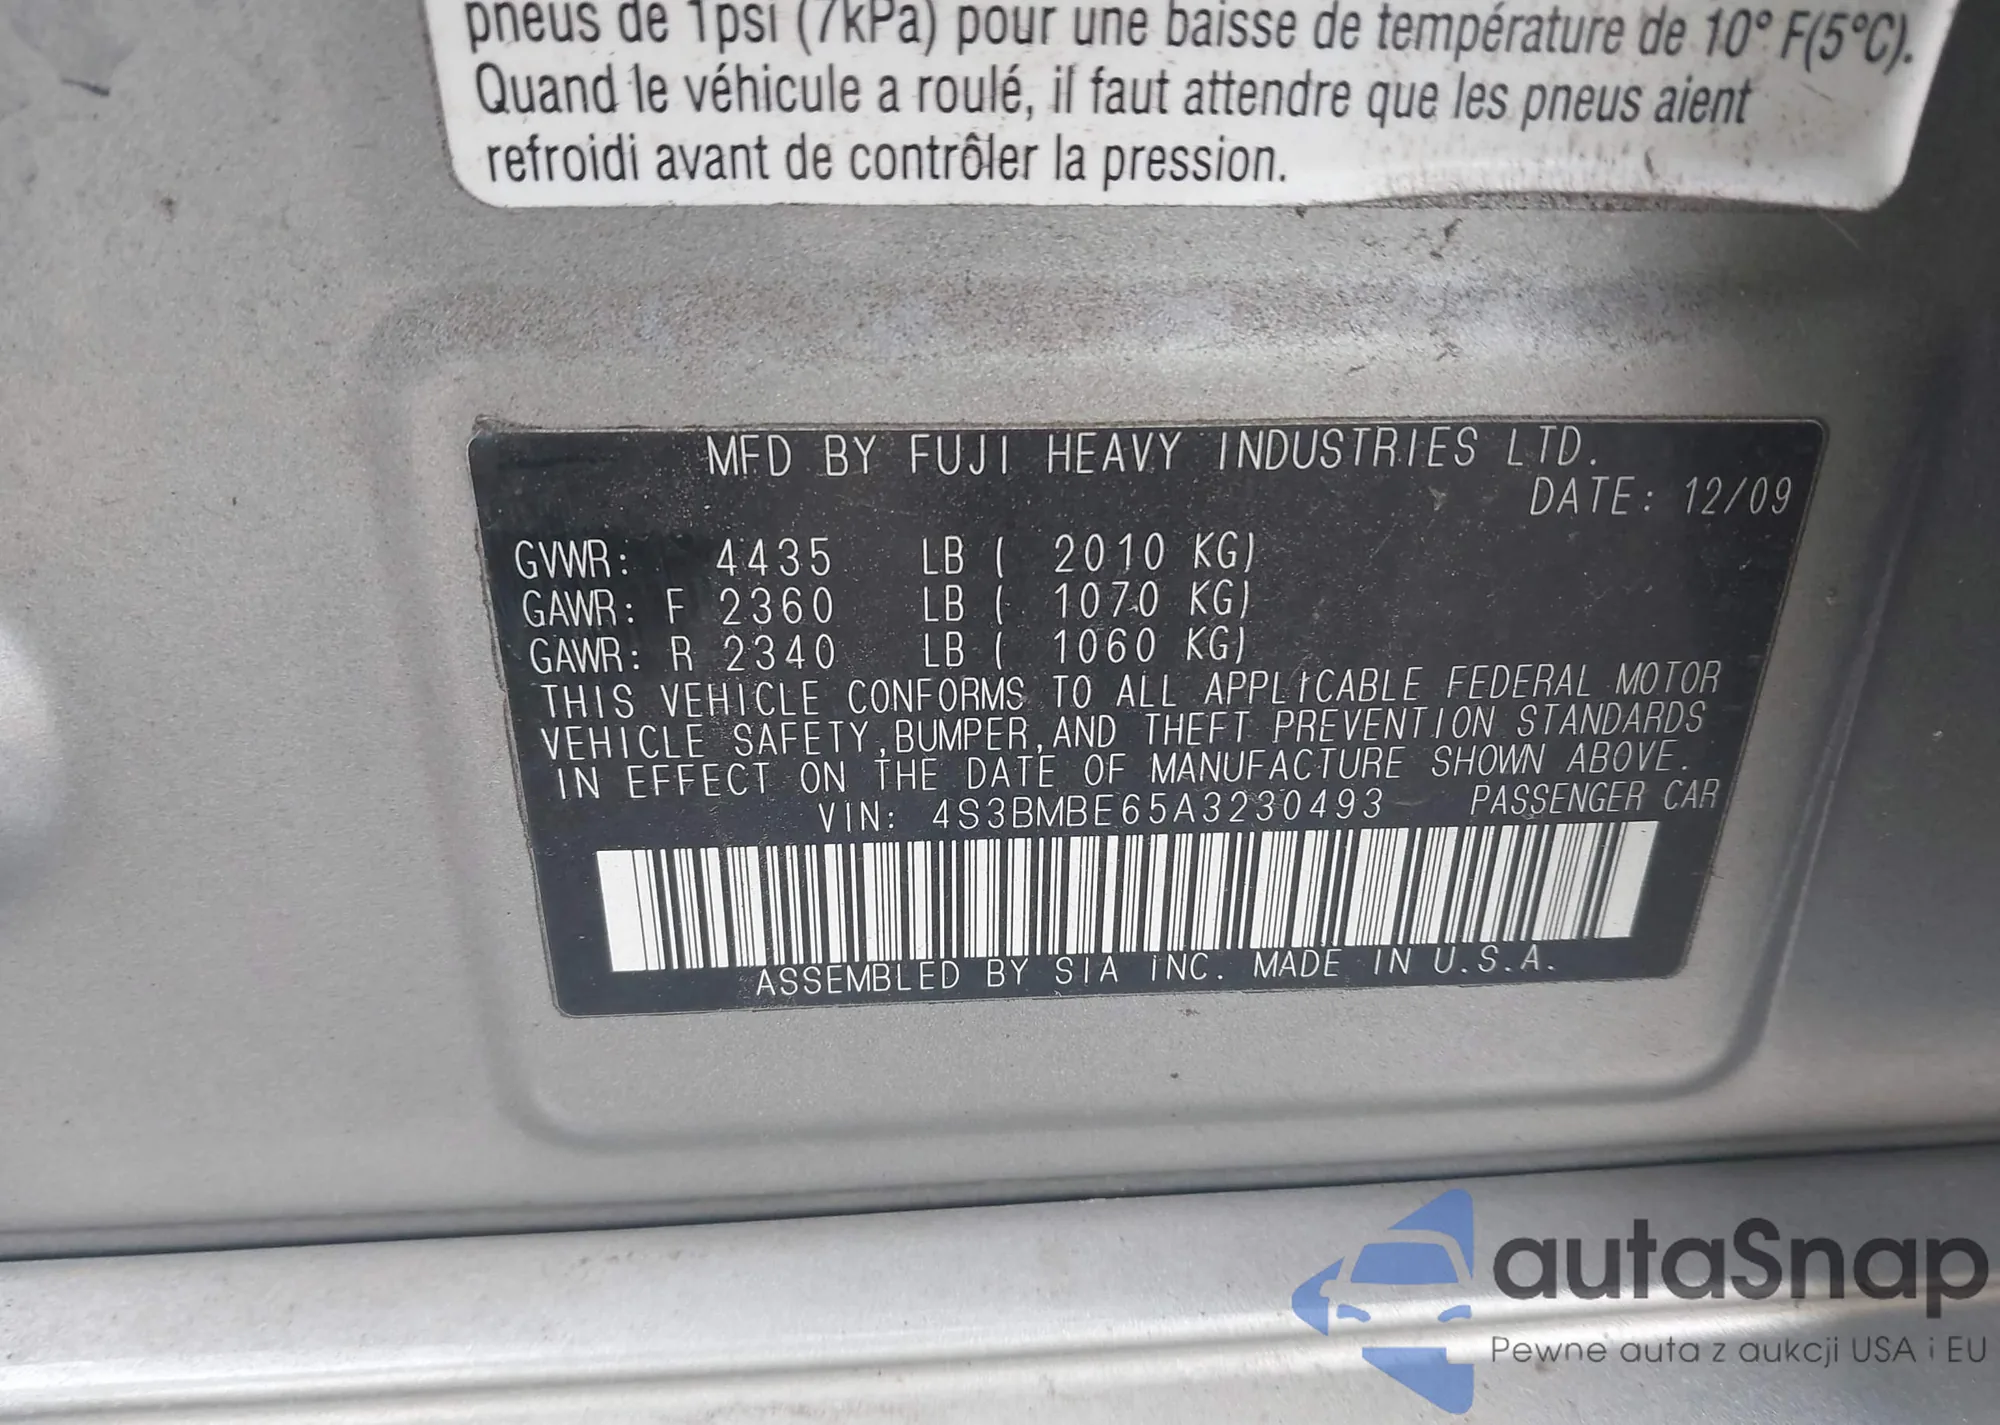 pneus de 1psi (7kPa) pour une baisse de température de 10° F(5°C).
Quand le véhicule a roulé, il faut attendre que les pneus aient
refroidi avant de contrôler la pression.
MFD BY FUJI HEAVY INDUSTRIES LTD.
DATE: 12/09
GVWR: 4435 LB ( 2010 KG)
GAWR: F 2360 LB ( 1070 KG)
GAWR: R 2340 LB ( 1060 KG)
THIS VEHICLE CONFORMS TO ALL APPLICABLE FEDERAL MOTOR
VEHICLE SAFETY,BUMPER,AND THEFT PREVENTION STANDARDS
IN EFFECT ON THE DATE OF MANUFACTURE SHOWN ABOVE.
VIN: 4S3BMBE65A3230493 PASSENGER CAR
ASSEMBLED BY SIA INC. MADE IN U.S.A.
autaSnap
Pewne auta z aukcji USA i EU